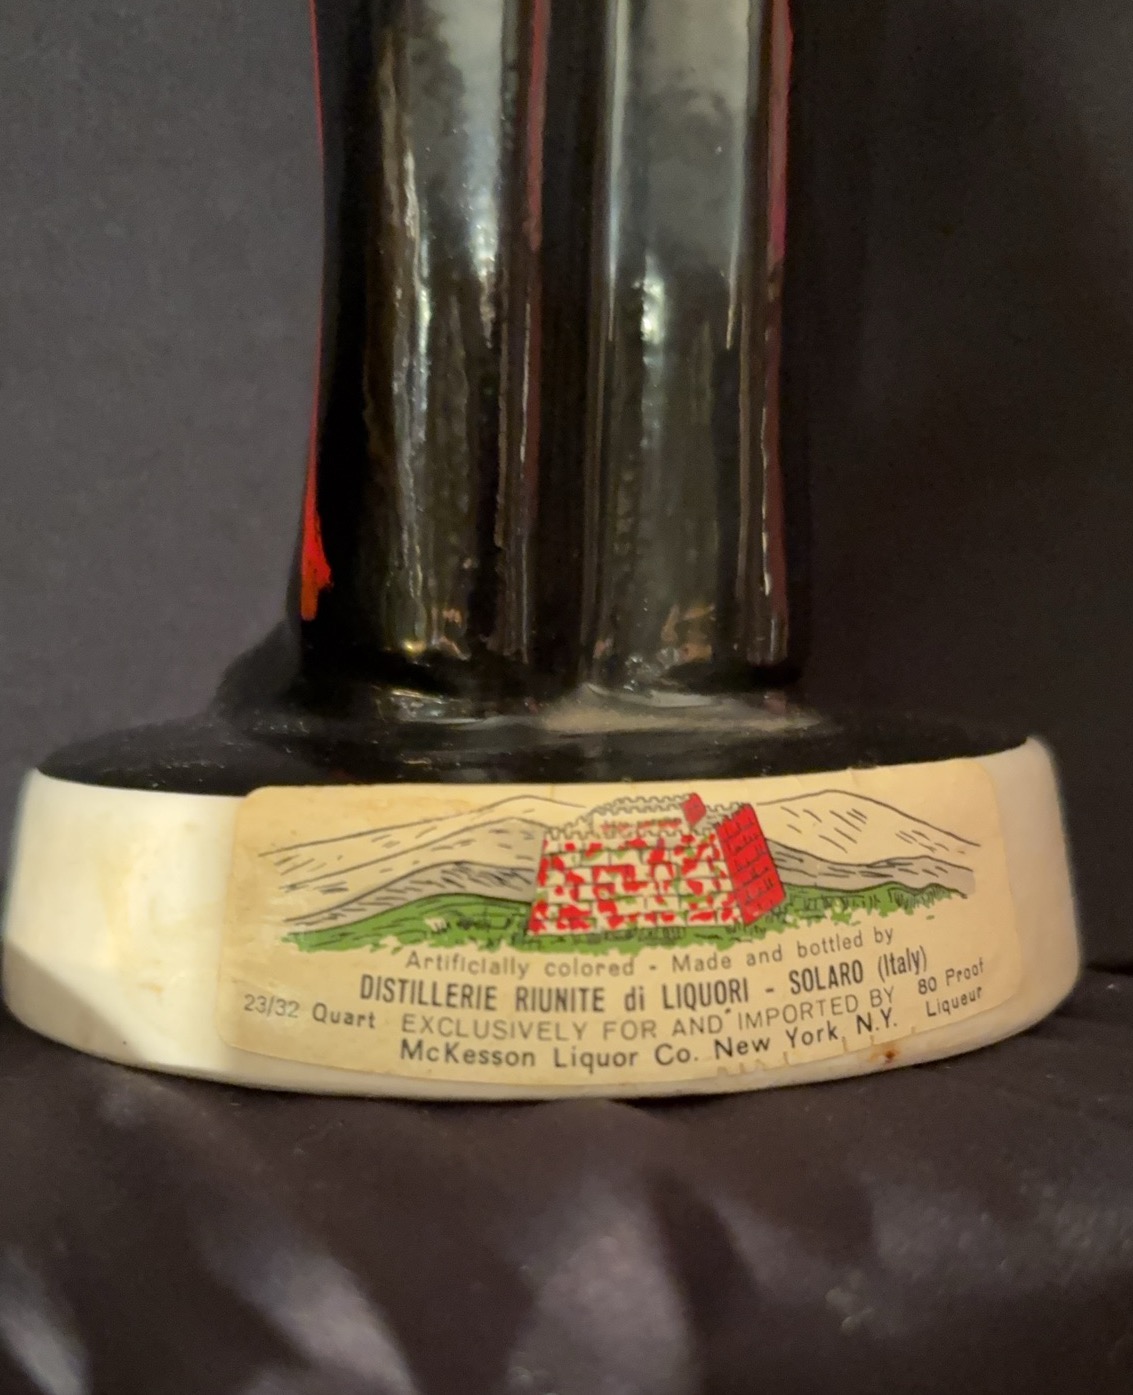 Artificially colored - Made and bottled by
DISTILLERIE RIUNITE di LIQUORI - SOLARO (Italy)
23/32 Quart EXCLUSIVELY FOR AND IMPORTED BY 80 Proof
McKesson Liquor Co. New York, N.Y. Liqueur